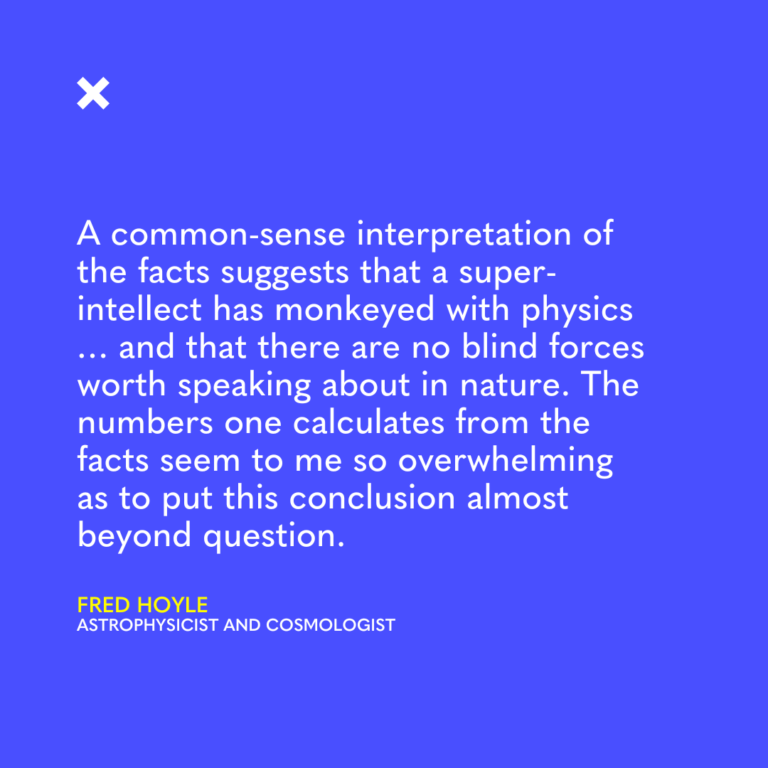 A common-sense interpretation of
the facts suggests that a super-
intellect has monkeyed with physics
... and that there are no blind forces
worth speaking about in nature. The
numbers one calculates from the
facts seem to me so overwhelming
as to put this conclusion almost
beyond question.
FRED HOYLE
ASTROPHYSICIST AND COSMOLOGIST